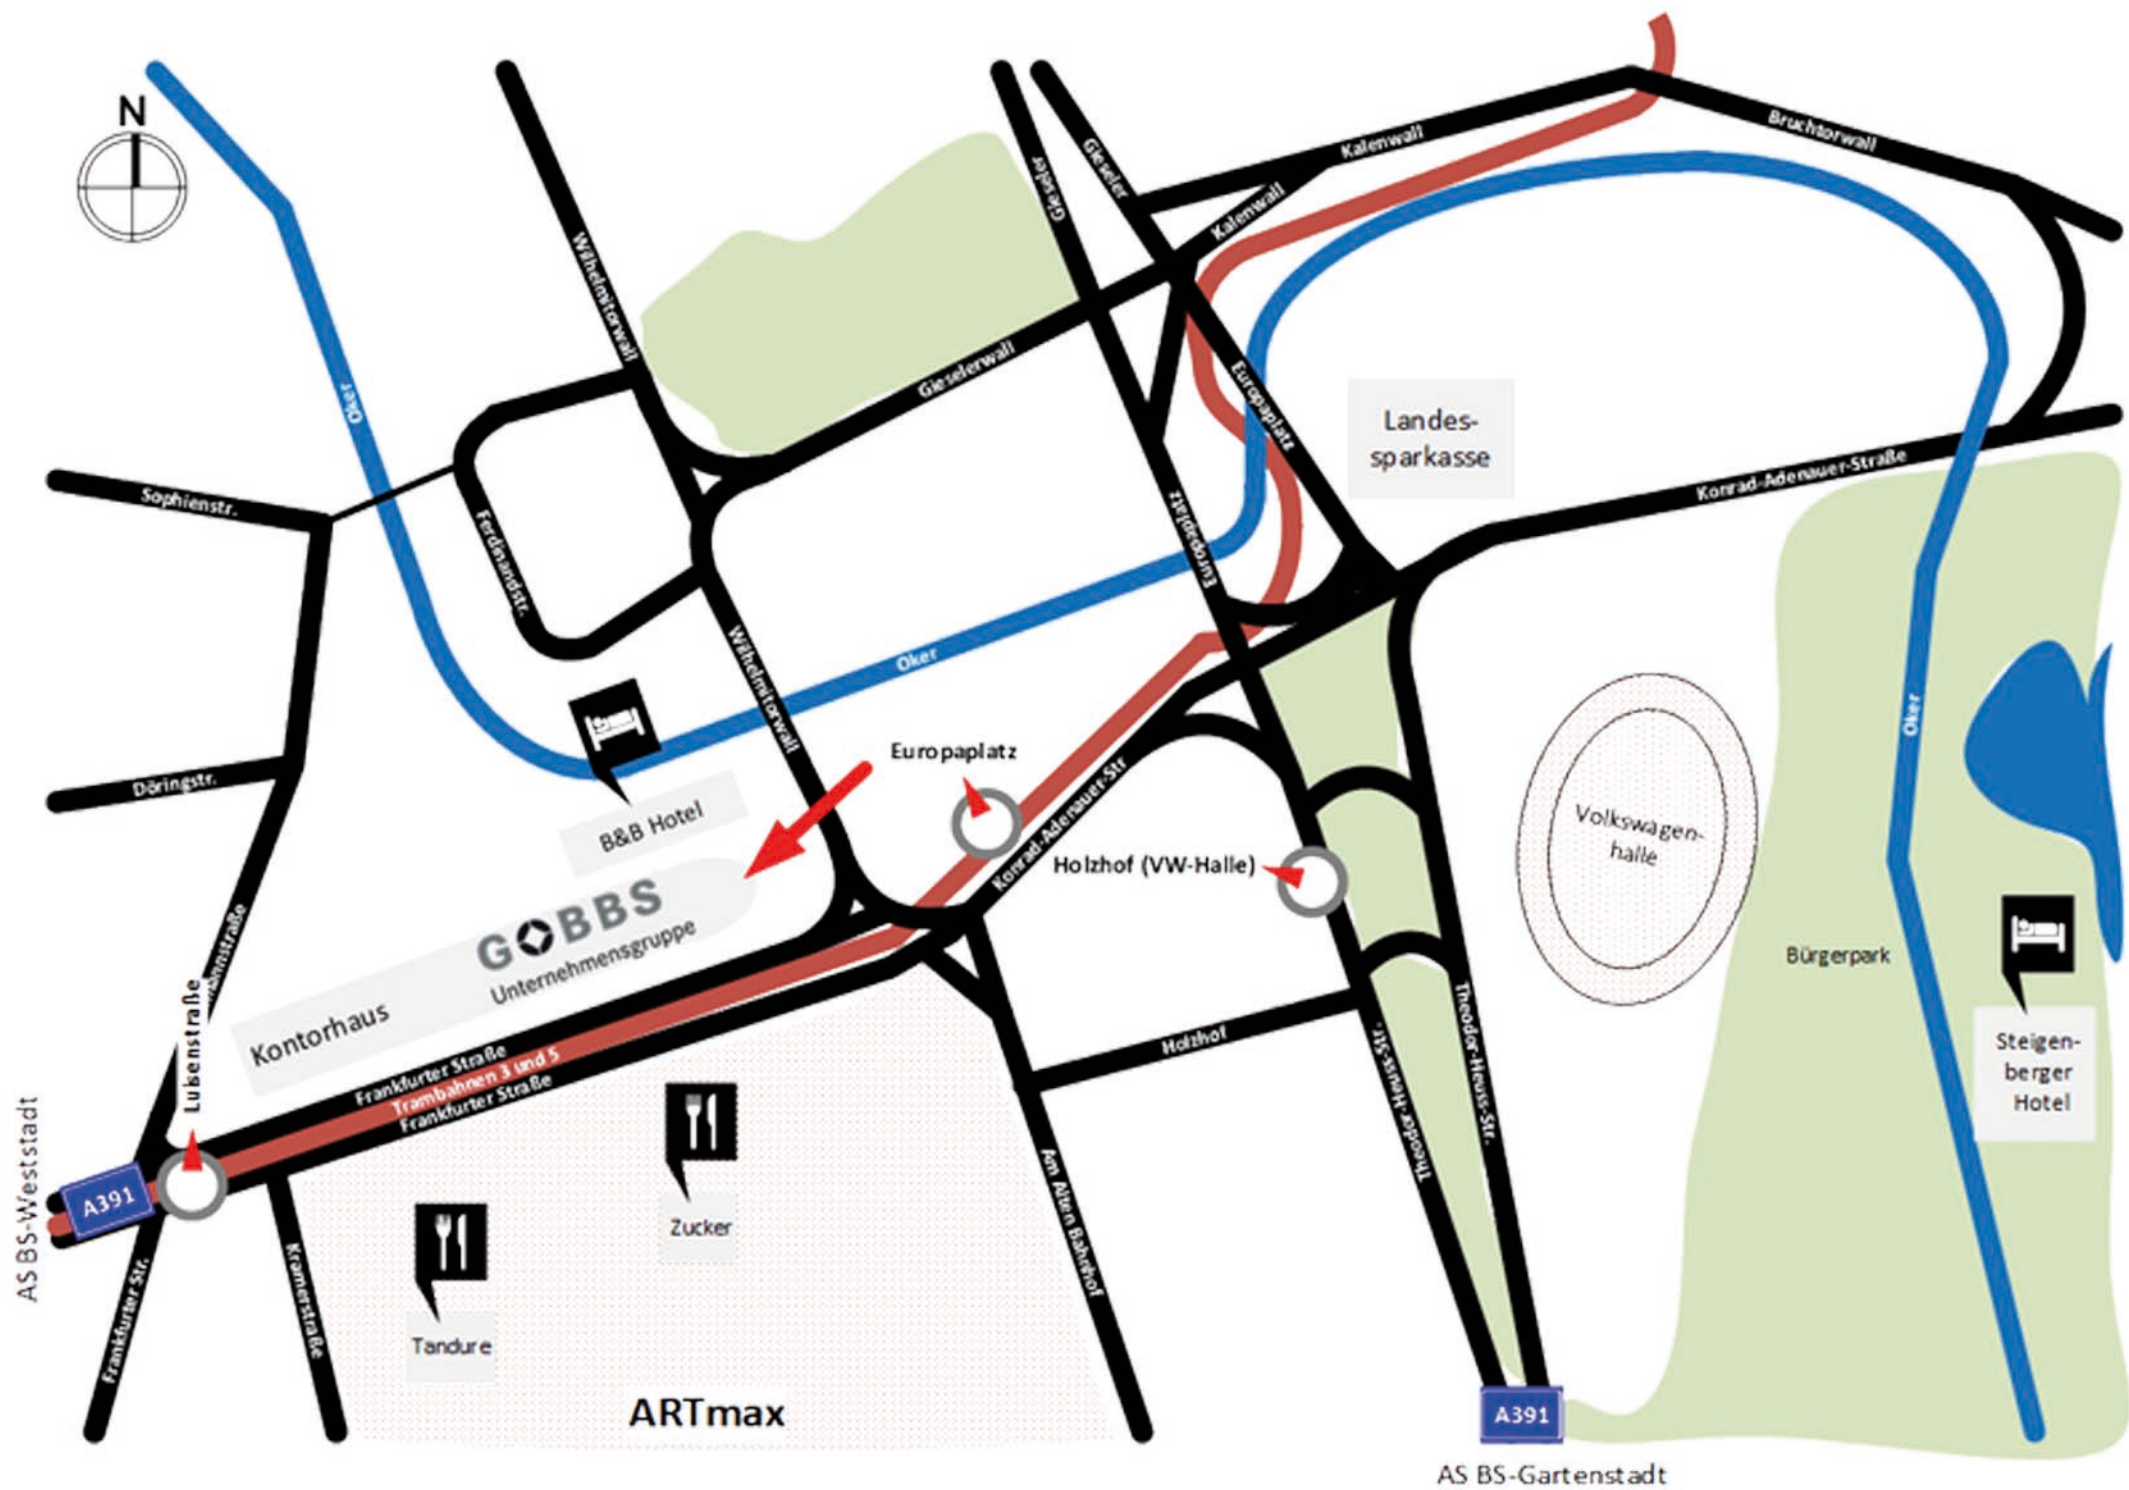 N
Bruchtorwall
Kalenwall
Gieseler
Gieseler
Kalenwall
Wilhelmitorwall
Gieselerwall
Oker
Europaplatz
Landes-
sparkasse
Konrad-Adenauer-Straße
Sophienstr.
Ferdinandstr.
Europaplatz
Wilhelmitorwall
Oker
Oker
Döringstr.
Europaplatz
Konrad-Adenauer-Str
B&B Hotel
Holzhof (VW-Halle)
Volkswagen-
halle
GOBBS
Unternehmensgruppe
Kontorhaus
Bürgerpark
Luisenstraße
Frankfurter Straße
Trambahnen 3 und 5
Frankfurter Straße
Holzhof
Theodor-Heuss-Str.
Theodor-Heuss-Str.
Steigen-
berger
Hotel
AS BS-Weststadt
A391
Zucker
Am Alten Bahnhof
Frankfurter Str.
Kramerstraße
Tandure
ARTmax
A391
AS BS-Gartenstadt